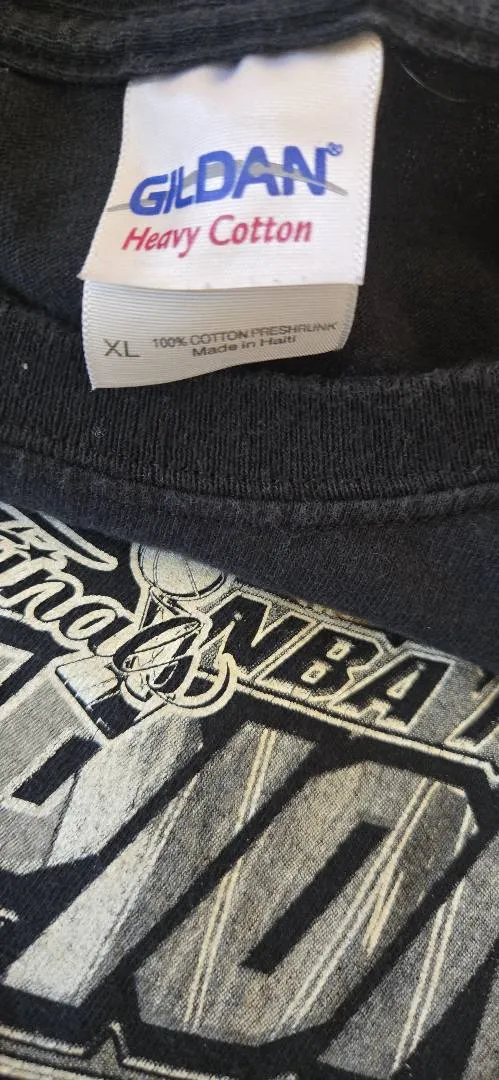 GILDAN®
Heavy Cotton
XL 100% COTTON PRESHRUNK
Made in Haiti
Finals
NBA